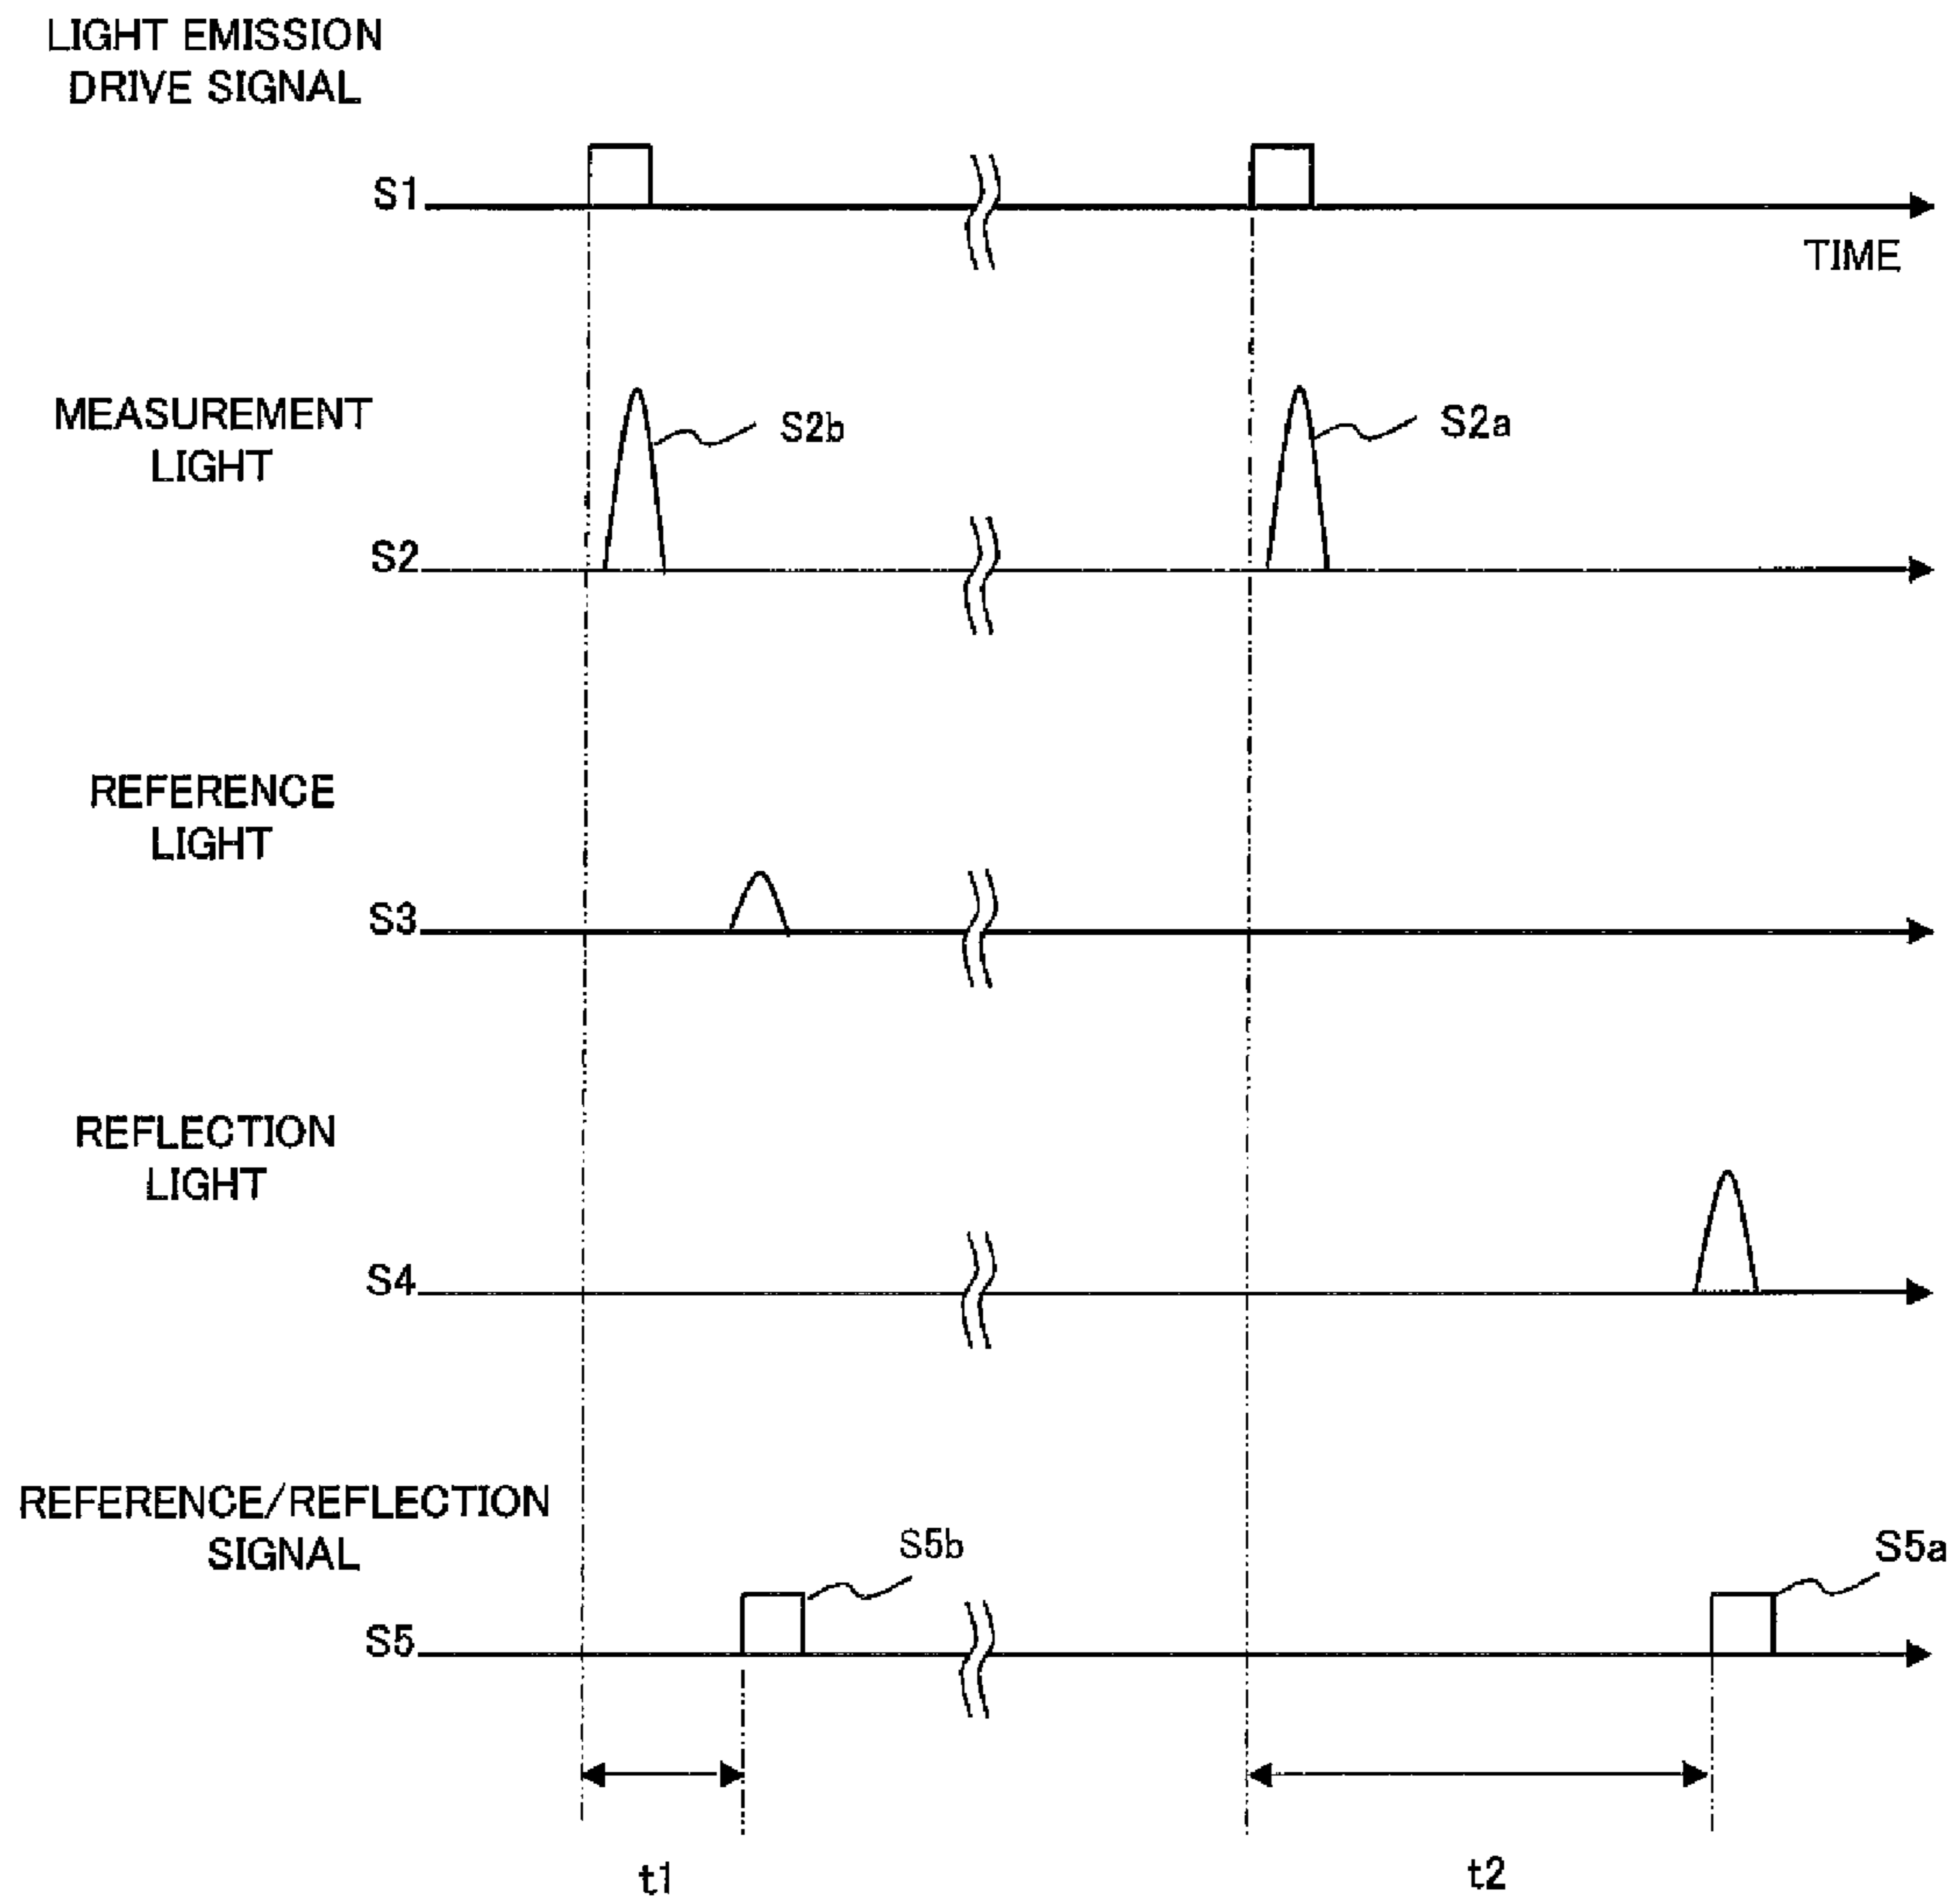 LIGHT EMISSION
DRIVE SIGNAL
S1
TIME
MEASUREMENT
LIGHT
S2b
S2a
S2
REFERENCE
LIGHT
S3
REFLECTION
LIGHT
S4
REFERENCE/REFLECTION
SIGNAL
S5b
S5a
S5
t1
t2